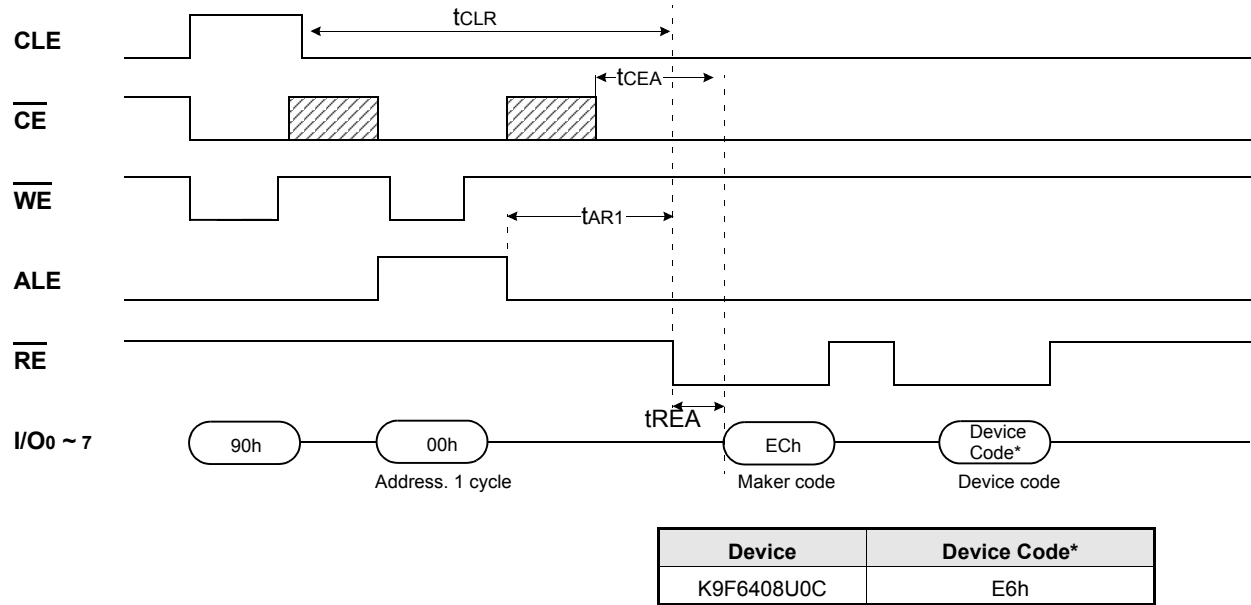 tCLR
CLE
tCEA
CE
WE
tAR1
ALE
RE
tREA
I/O0 ~ 7
90h
00h
ECh
Device
Code*
Address. 1 cycle
Maker code
Device code
Device Device Code*
K9F6408U0C E6h